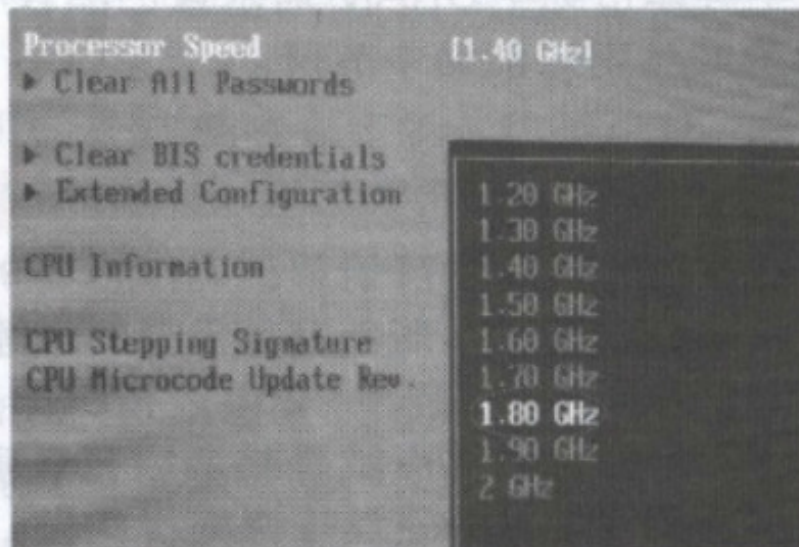 Processor Speed [1.40 GHz]
▶ Clear All Passwords
▶ Clear BIS credentials
▶ Extended Configuration
CPU Information
CPU Stepping Signature
CPU Microcode Update Rev.
1.20 GHz
1.30 GHz
1.40 GHz
1.50 GHz
1.60 GHz
1.70 GHz
1.80 GHz
1.90 GHz
2 GHz